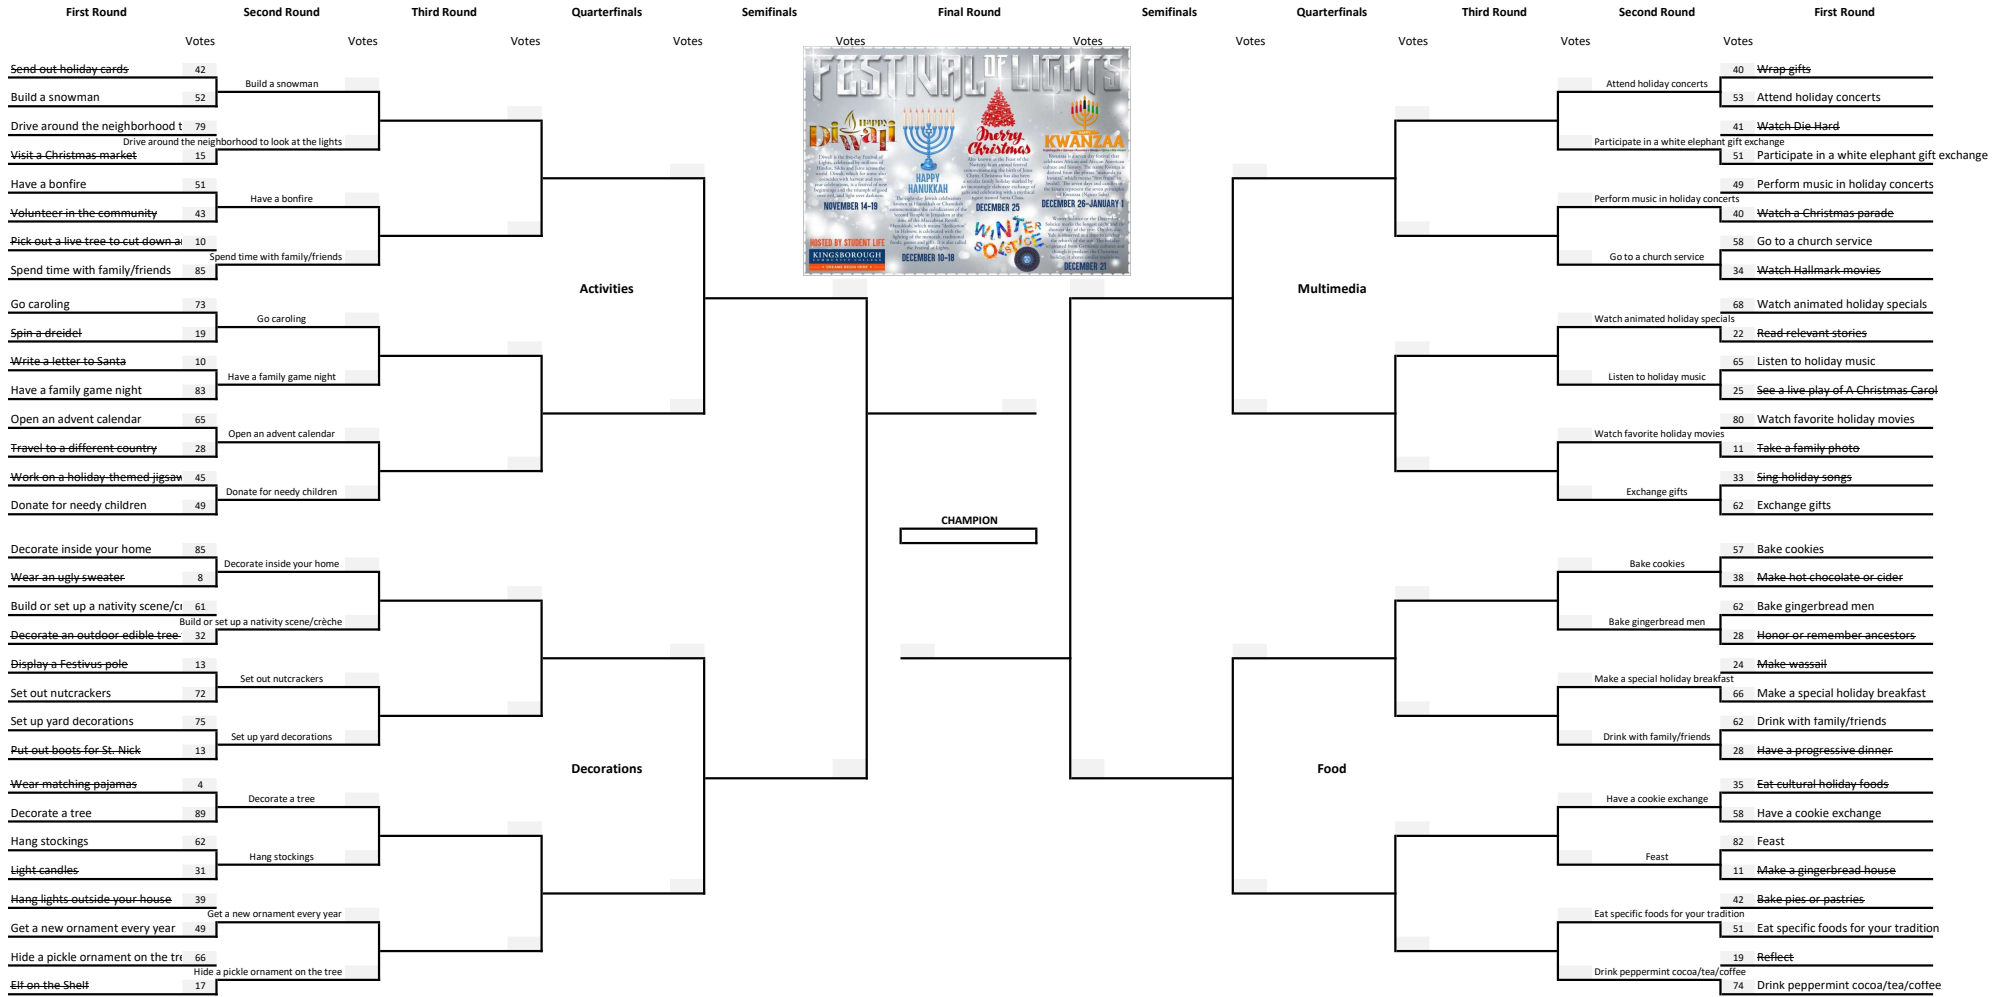 First Round
Second Round
Third Round
Quarterfinals
Semifinals
Final Round
Semifinals
Quarterfinals
Third Round
Second Round
First Round
Votes
Votes
Votes
Votes
Votes
Votes
Votes
Votes
Votes
Votes
Send out holiday cards 42
Build a snowman
Build a snowman 52
Drive around the neighborhood t 79
Drive around the neighborhood to look at the lights
Visit a Christmas market 15
Have a bonfire 51
Have a bonfire
Volunteer in the community 43
Pick out a live tree to cut down a 10
Spend time with family/friends
Spend time with family/friends 85
Activities
Go caroling 73
Go caroling
Spin a dreidel 19
Write a letter to Santa 10
Have a family game night
Have a family game night 83
Open an advent calendar 65
Open an advent calendar
Travel to a different country 28
Work on a holiday-themed jigsaw 45
Donate for needy children
Donate for needy children 49
Decorate inside your home 85
Decorate inside your home
Wear an ugly sweater 8
Build or set up a nativity scene/cr 61
Build or set up a nativity scene/crèche
Decorate an outdoor edible tree 32
Display a Festivus pole 13
Set out nutcrackers
Set out nutcrackers 72
Set up yard decorations 75
Set up yard decorations
Put out boots for St. Nick 13
Decorations
Wear matching pajamas 4
Decorate a tree
Decorate a tree 89
Hang stockings 62
Hang stockings
Light candles 31
Hang lights outside your house 39
Get a new ornament every year
Get a new ornament every year 49
Hide a pickle ornament on the tre 66
Hide a pickle ornament on the tree
Elf on the Shelf 17
FESTIVAL OF LIGHTS
Happy
Diwali
NOVEMBER 14-19
HOSTED BY STUDENT LIFE
KINGSBOROUGH
COMMUNITY COLLEGE
HAPPY
HANUKKAH
DECEMBER 10-18
Merry
Christmas
DECEMBER 25
WINTER
SOLSTICE
KWANZAA
DECEMBER 26-JANUARY 1
DECEMBER 21
CHAMPION
40 Wrap gifts
Attend holiday concerts
53 Attend holiday concerts
41 Watch Die Hard
Participate in a white elephant gift exchange
51 Participate in a white elephant gift exchange
49 Perform music in holiday concerts
Perform music in holiday concerts
40 Watch a Christmas parade
58 Go to a church service
Go to a church service
34 Watch Hallmark movies
Multimedia
68 Watch animated holiday specials
Watch animated holiday specials
22 Read relevant stories
65 Listen to holiday music
Listen to holiday music
25 See a live play of A Christmas Carol
80 Watch favorite holiday movies
Watch favorite holiday movies
11 Take a family photo
33 Sing holiday songs
Exchange gifts
62 Exchange gifts
57 Bake cookies
Bake cookies
38 Make hot chocolate or cider
62 Bake gingerbread men
Bake gingerbread men
28 Honor or remember ancestors
24 Make wassail
Make a special holiday breakfast
66 Make a special holiday breakfast
62 Drink with family/friends
Drink with family/friends
28 Have a progressive dinner
Food
35 Eat cultural holiday foods
Have a cookie exchange
58 Have a cookie exchange
82 Feast
Feast
11 Make a gingerbread house
42 Bake pies or pastries
Eat specific foods for your tradition
51 Eat specific foods for your tradition
19 Reflect
Drink peppermint cocoa/tea/coffee
74 Drink peppermint cocoa/tea/coffee